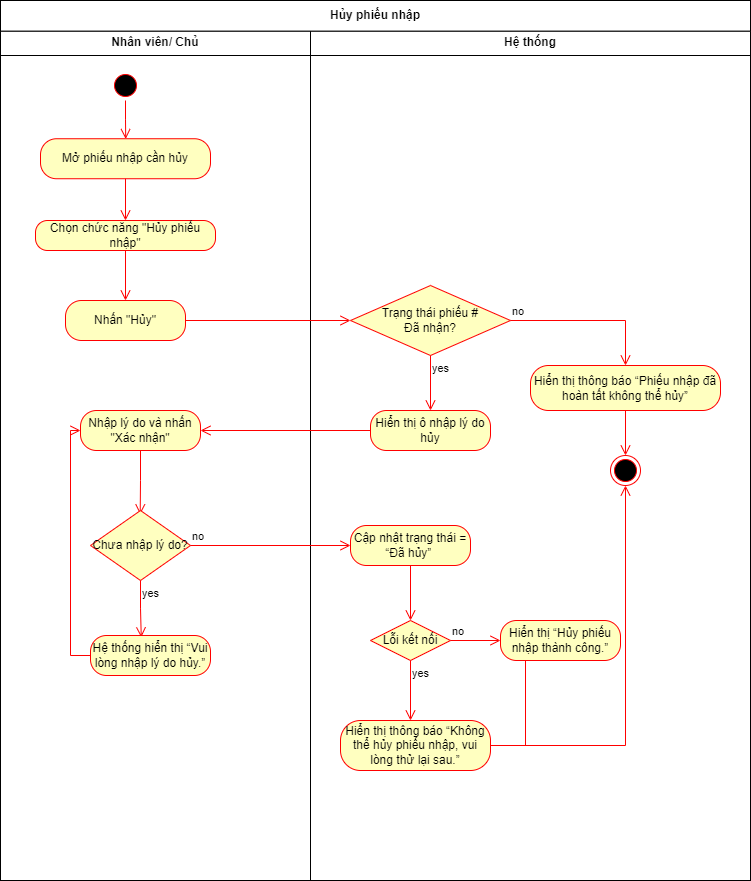 Hủy phiếu nhập
Nhân viên/ Chủ
Hệ thống
Mở phiếu nhập cần hủy
Chọn chức năng "Hủy phiếu
nhập"
Nhấn "Hủy"
Trạng thái phiếu #
Đã nhận?
no
yes
Hiển thị thông báo “Phiếu nhập đã
hoàn tất không thể hủy”
Nhập lý do và nhấn
"Xác nhận"
Hiển thị ô nhập lý do
hủy
Chưa nhập lý do?
no
yes
Cập nhật trạng thái =
“Đã hủy”
Hệ thống hiển thị “Vui
lòng nhập lý do hủy.”
Lỗi kết nối
no
yes
Hiển thị “Hủy phiếu
nhập thành công.”
Hiển thị thông báo “Không
thể hủy phiếu nhập, vui
lòng thử lại sau.”